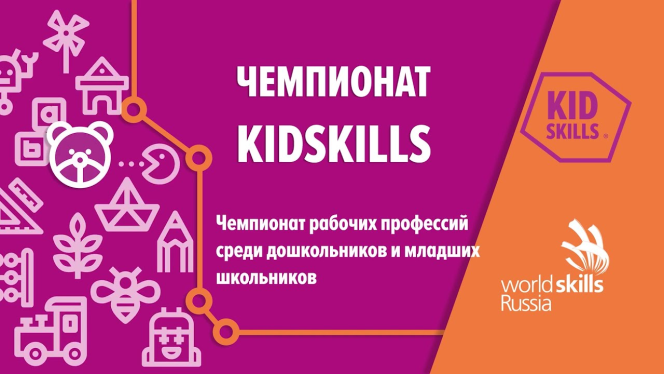 ЧЕМПИОНАТ
KIDSKILLS
Чемпионат рабочих профессий
среди дошкольников и младших
школьников
KID
SKILLS®
worldskills
Russia